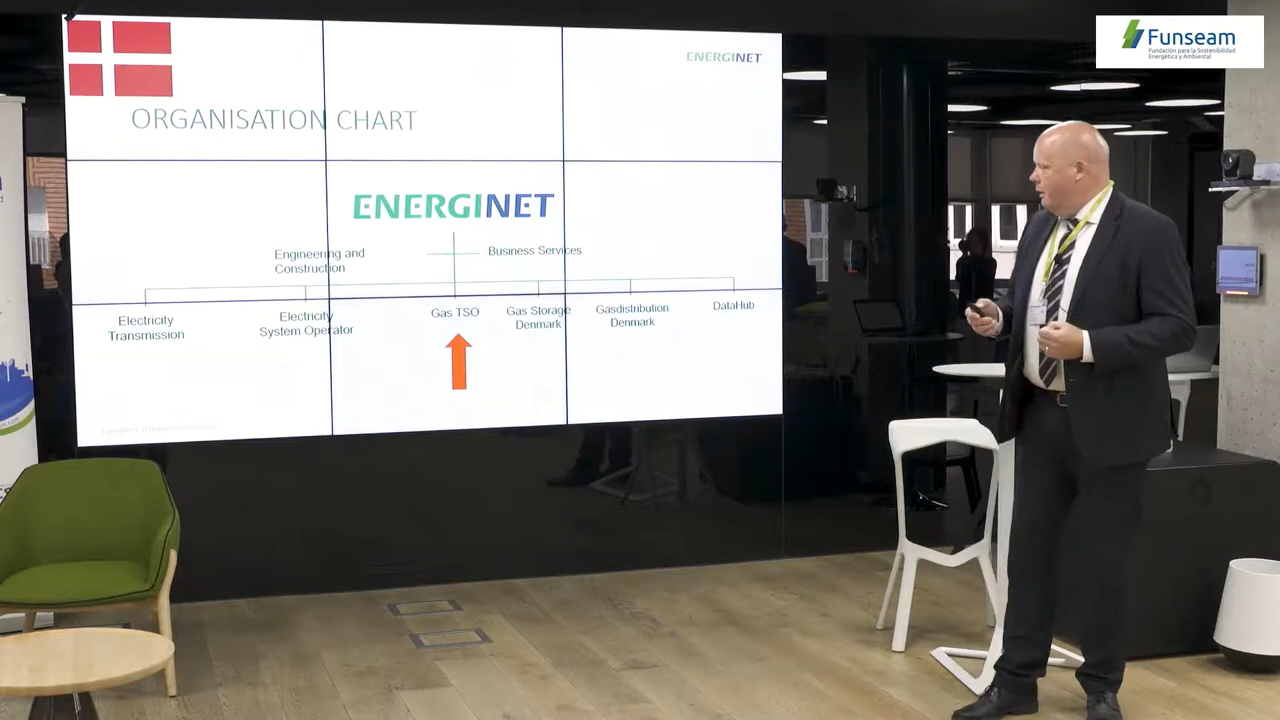 Funseam
Fundación para la Sostenibilidad
Energética y Ambiental
ENERGINET
ORGANISATION CHART
ENERGINET
Engineering and
Construction
Business Services
Electricity
Transmission
Electricity
System Operator
Gas TSO
Gas Storage
Denmark
Gasdistribution
Denmark
DataHub